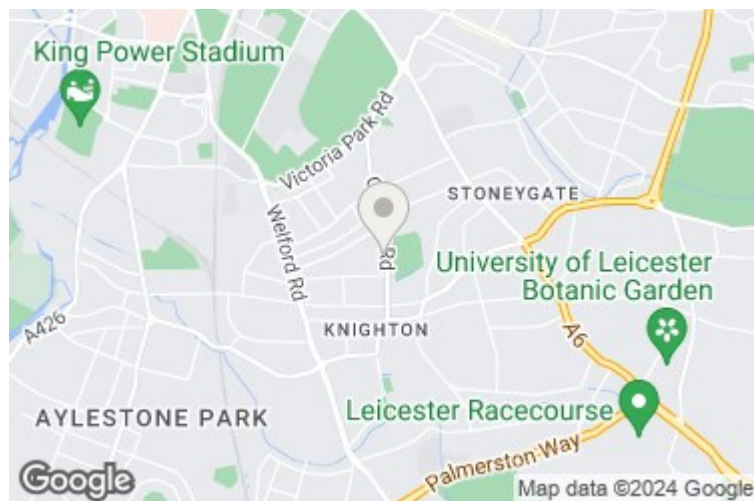 King Power Stadium
Victoria Park Rd
STONEYGATE
Welford Rd
Rd
University of Leicester
Botanic Garden
A426
KNIGHTON
A6
AYLESTONE PARK
Leicester Racecourse
Palmerston Way
Google
Map data ©2024 Google